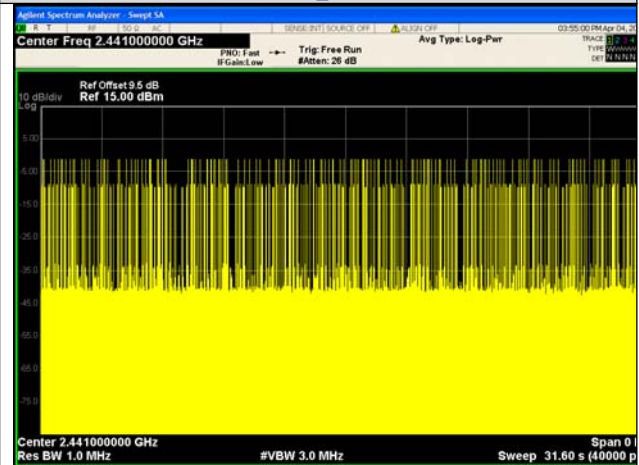 Agilent Spectrum Analyzer - Swept SA
R T RF 50 Ω AC SENSE:INT SOURCE OFF ALIGN OFF 03:55:00 PM Apr 04, 20
Center Freq 2.441000000 GHz Avg Type: Log-Pwr TRACE 1 2 3 4
PNO: Fast Trig: Free Run TYPE
IFGain:Low #Atten: 26 dB DET N N N N
Ref Offset 9.5 dB
10 dB/div Ref 15.00 dBm
Log
5.00
-5.00
-15.0
-25.0
-35.0
-45.0
-55.0
-65.0
-75.0
Center 2.441000000 GHz Span 0
Res BW 1.0 MHz #VBW 3.0 MHz Sweep 31.60 s (40000 p